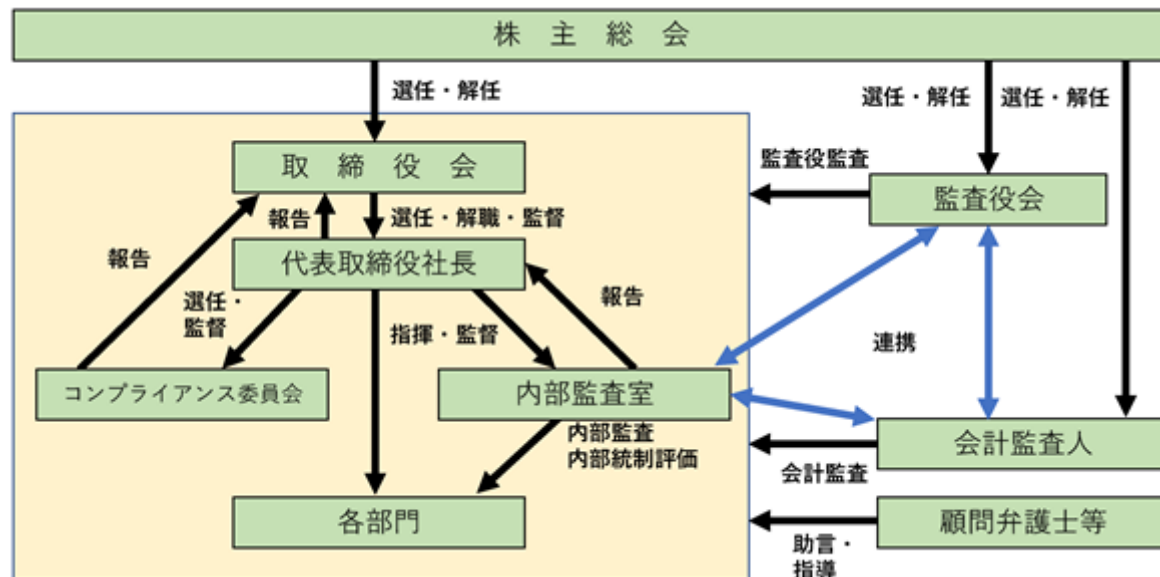 株主総会
選任・解任
選任・解任
選任・解任
取締役会
監査役監査
監査役会
報告
選任・解職・監督
代表取締役社長
報告
選任・
監督
報告
指揮・監督
連携
コンプライアンス委員会
内部監査室
内部監査
内部統制評価
会計監査人
会計監査
各部門
顧問弁護士等
助言・
指導